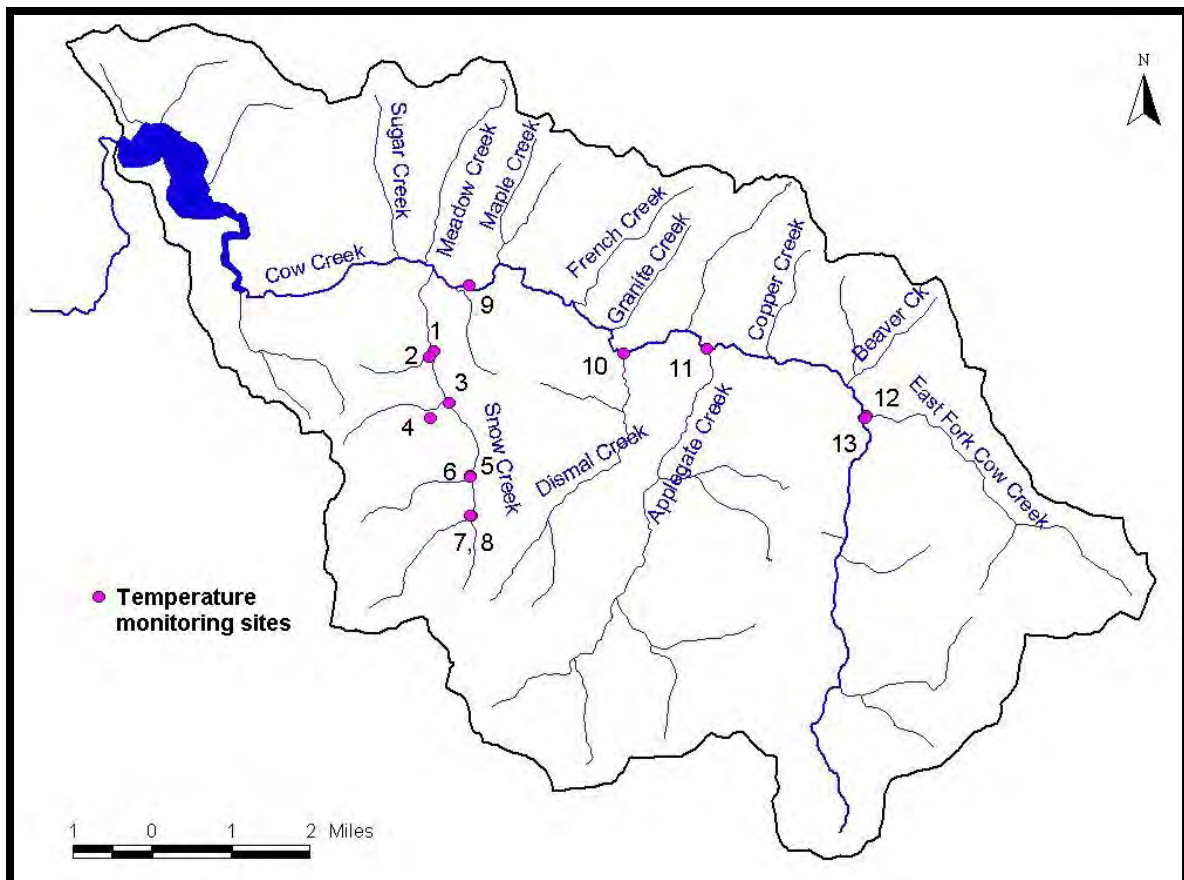 N
Sugar Creek
Meadow Creek
Maple Creek
French Creek
Granite Creek
Copper Creek
Beaver Ck
East Fork Cow Creek
Cow Creek
9
1
2
3
4
Snow Creek
5
6
7, 8
10
11
12
13
Dismal Creek
Applegate Creek
Temperature
monitoring sites
1 0 1 2 Miles